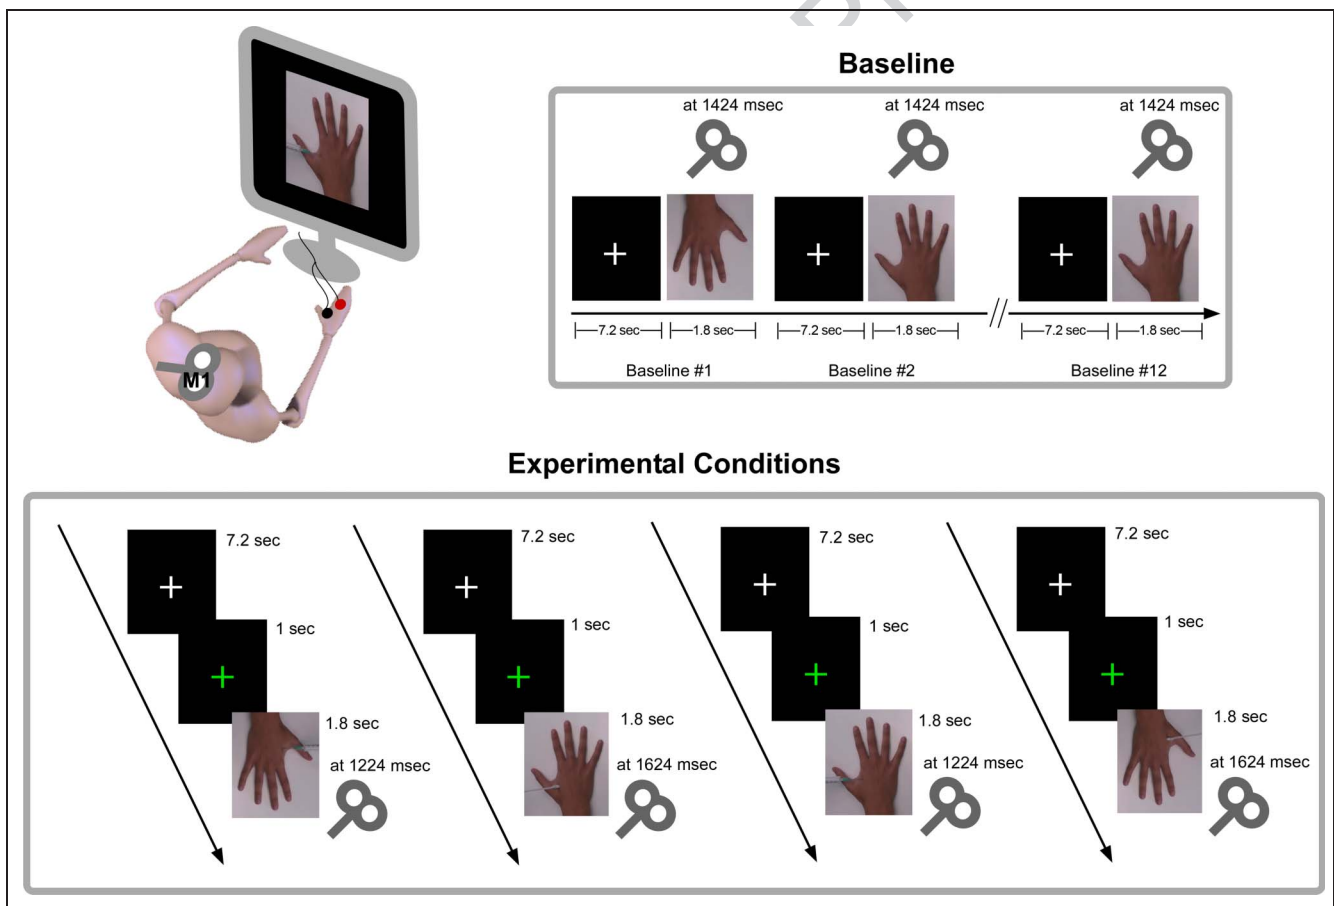 Baseline
at 1424 msec
at 1424 msec
at 1424 msec
7.2 sec
1.8 sec
7.2 sec
1.8 sec
7.2 sec
1.8 sec
Baseline #1
Baseline #2
Baseline #12
M1
Experimental Conditions
7.2 sec
1 sec
1.8 sec
at 1224 msec
7.2 sec
1 sec
1.8 sec
at 1624 msec
7.2 sec
1 sec
1.8 sec
at 1224 msec
7.2 sec
1 sec
1.8 sec
at 1624 msec